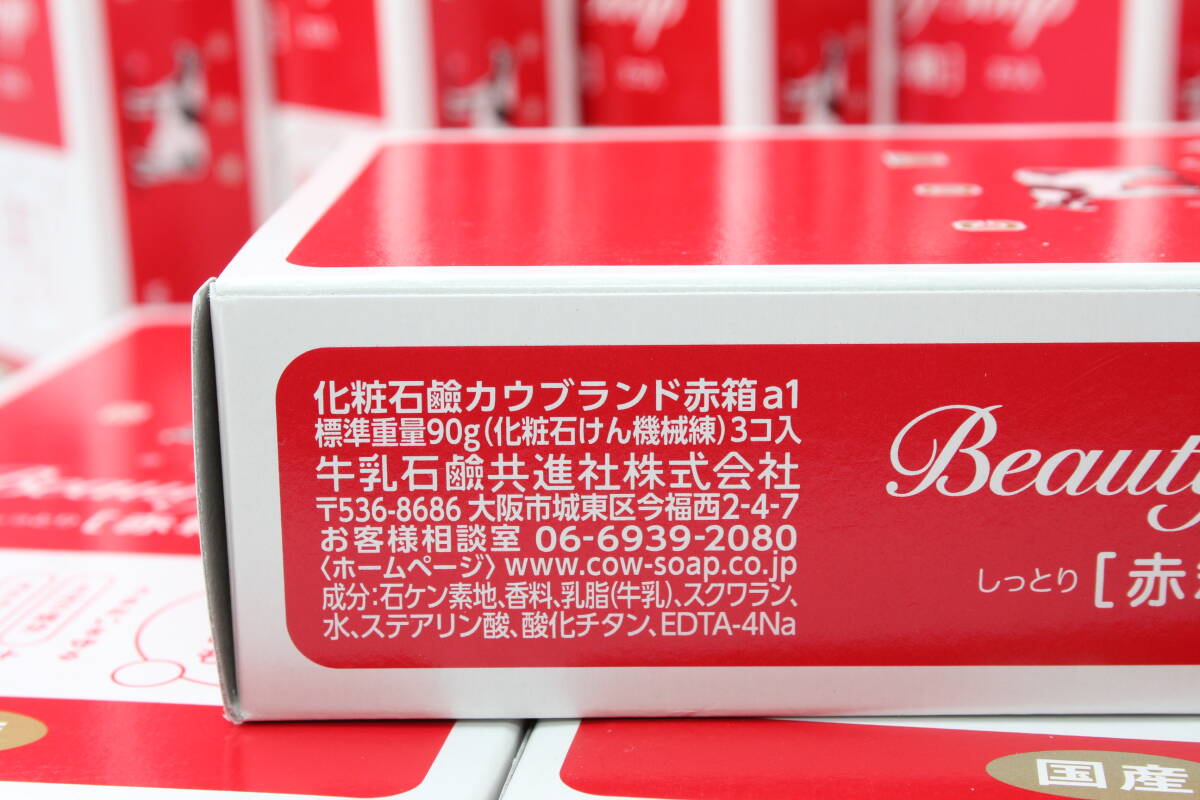 化粧石鹼カウブランド赤箱a1
標準重量90g(化粧石けん機械練)3コ入
牛乳石鹼共進社株式会社
〒536-8686 大阪市城東区今福西2-4-7
お客様相談室 06-6939-2080
〈ホームページ〉www.cow-soap.co.jp
成分:石ケン素地、香料、乳脂(牛乳)、スクワラン、
水、ステアリン酸、酸化チタン、EDTA-4Na
Beauty
しっとり [赤
国産